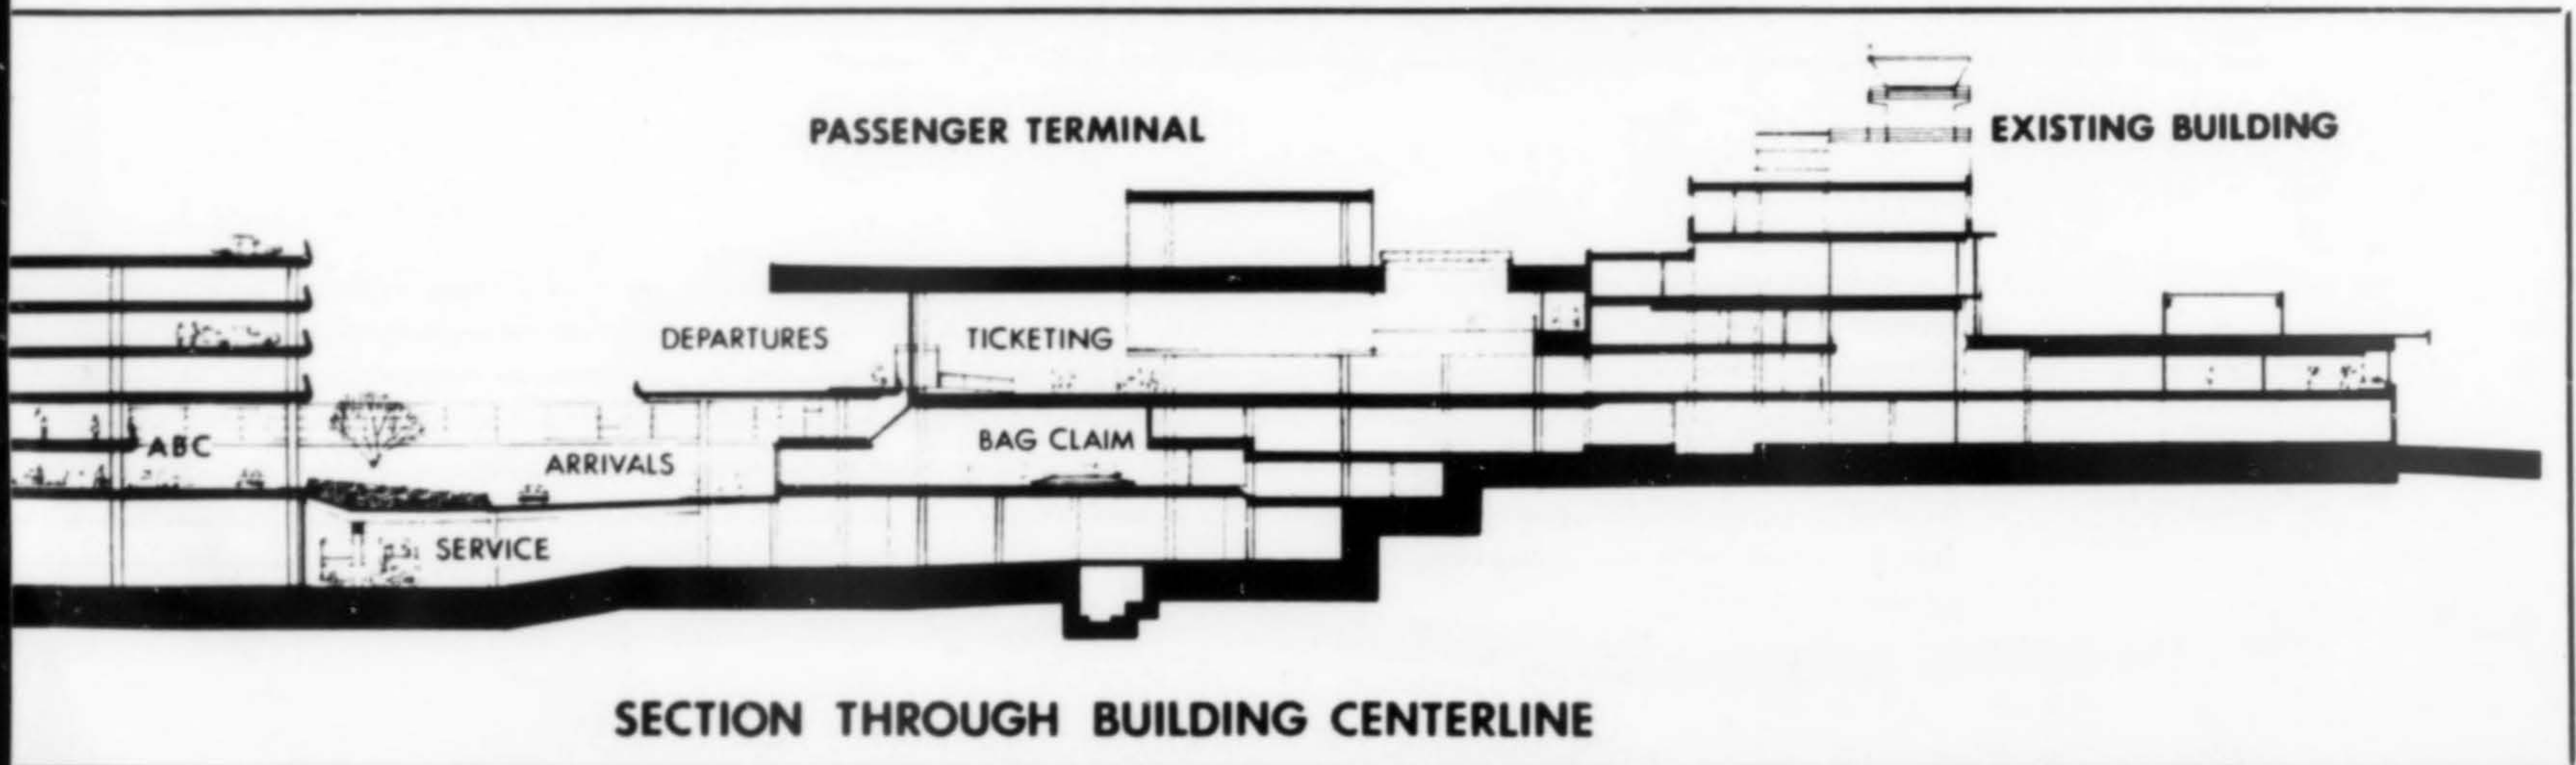 PASSENGER TERMINAL
EXISTING BUILDING
DEPARTURES
TICKETING
ABC
ARRIVALS
BAG CLAIM
SERVICE
SECTION THROUGH BUILDING CENTERLINE